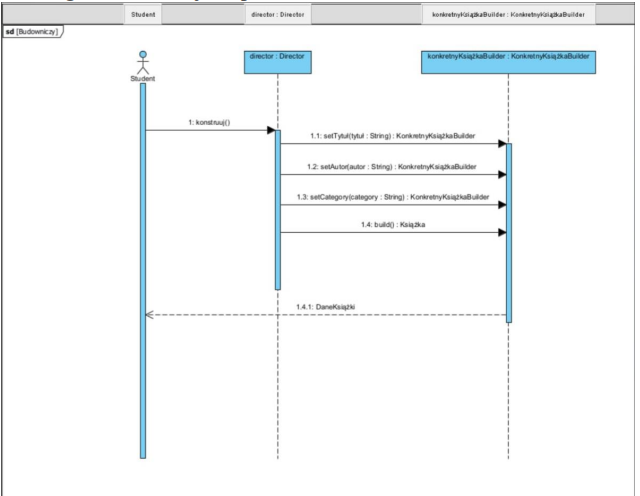 Student
director : Director
konkretnyKsiążkaBuilder : KonkretnyKsiążkaBuilder
sd [Budowniczy]
director : Director
konkretnyKsiążkaBuilder : KonkretnyKsiążkaBuilder
Student
1: konstruuj()
1.1: setTytuł(tytuł : String) : KonkretnyKsiążkaBuilder
1.2: setAutor(autor : String) : KonkretnyKsiążkaBuilder
1.3: setCategory(category : String) : KonkretnyKsiążkaBuilder
1.4: build() : Książka
1.4.1: DaneKsiążki